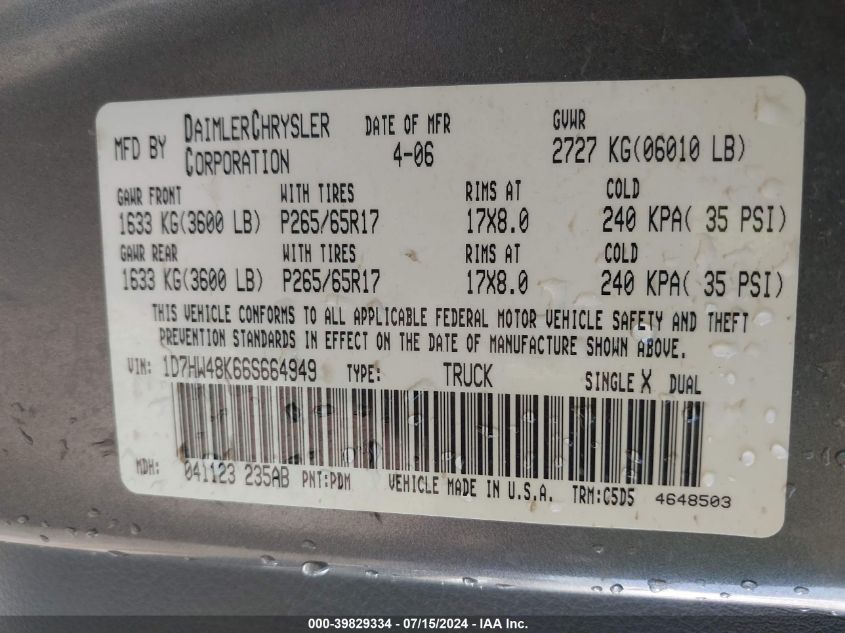 MFD BY DAIMLERCHRYSLER CORPORATION DATE OF MFR 4-06 GVWR 2727 KG(06010 LB)
GAWR FRONT WITH TIRES RIMS AT COLD
1633 KG(3600 LB) P265/65R17 17X8.0 240 KPA( 35 PSI)
GAWR REAR WITH TIRES RIMS AT COLD
1633 KG(3600 LB) P265/65R17 17X8.0 240 KPA( 35 PSI)
THIS VEHICLE CONFORMS TO ALL APPLICABLE FEDERAL MOTOR VEHICLE SAFETY AND THEFT
PREVENTION STANDARDS IN EFFECT ON THE DATE OF MANUFACTURE SHOWN ABOVE.
VIN: 1D7HW48K66S664949 TYPE: TRUCK SINGLE X DUAL
MDH: 041123 235AB PNT:PDM VEHICLE MADE IN U.S.A. TRM:C5D5 4648503
000-39829334 - 07/15/2024 - IAA Inc.